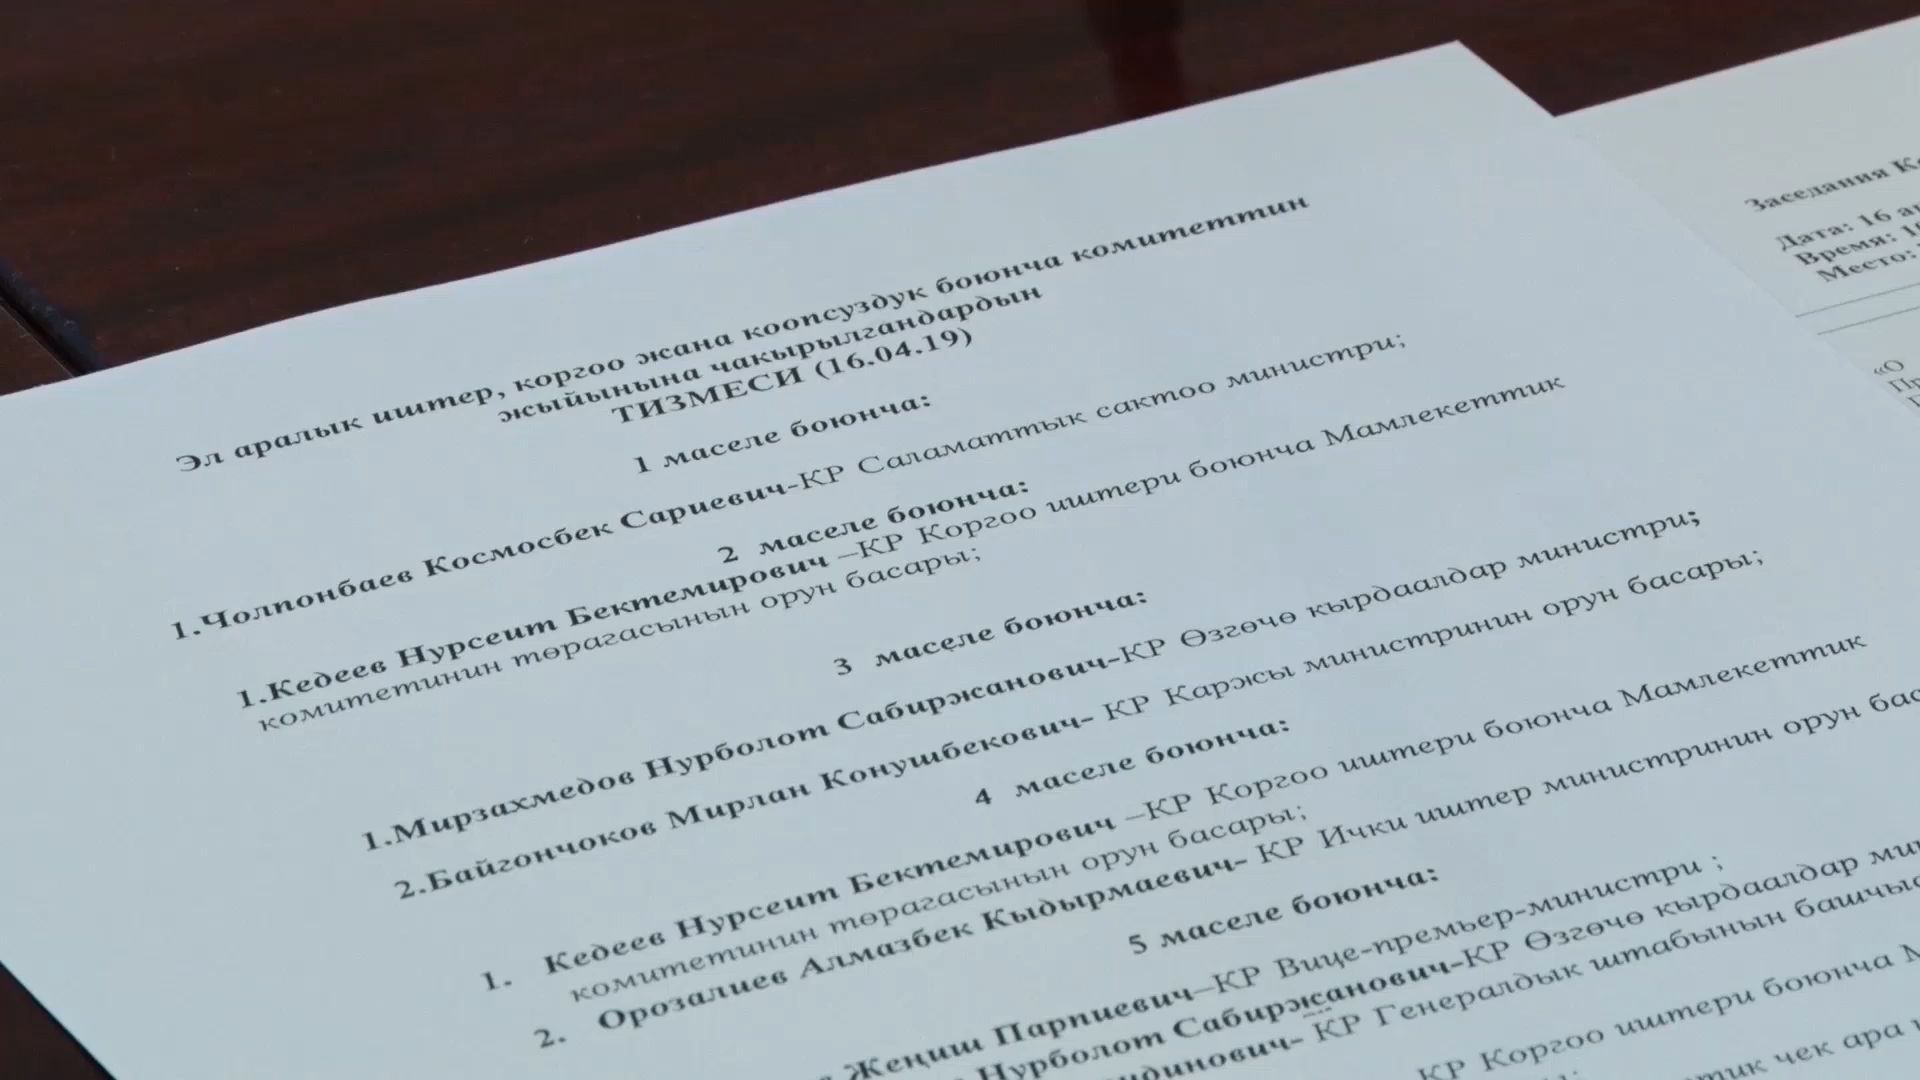 Эл аралык иштер, коргоо жана коопсуздук боюнча комитеттин
жыйынына чакырылгандардын
ТИЗМЕСИ (16.04.19)
1 маселе боюнча:
1.Чолпонбаев Космосбек Сариевич-КР Саламаттык сактоо министри;
2 маселе боюнча:
1.Кедеев Нурсеит Бектемирович –КР Коргоо иштери боюнча Мамлекеттик
комитетинин төрагасынын орун басары;
3 маселе боюнча:
1.Мирзахмедов Нурболот Сабиржанович-КР Өзгөчө кырдаалдар министри;
2.Байгончоков Мирлан Конушбекович- КР Каржы министринин орун басары;
4 маселе боюнча:
1. Кедеев Нурсеит Бектемирович –КР Коргоо иштери боюнча Мамлекеттик
комитетинин төрагасынын орун басары;
2. Орозалиев Алмазбек Кыдырмаевич- КР Ички иштер министринин орун
5 маселе боюнча:
Жеңиш Парпиевич–КР Вице-премьер-министри ;
Нурболот Сабиржанович-КР Өзгөчө кырдаалдар
КР Генералдык штабынын
КР Коргоо иштери боюнча
чек ара
Заседания
Дата: 16
Время:
Место:
«О